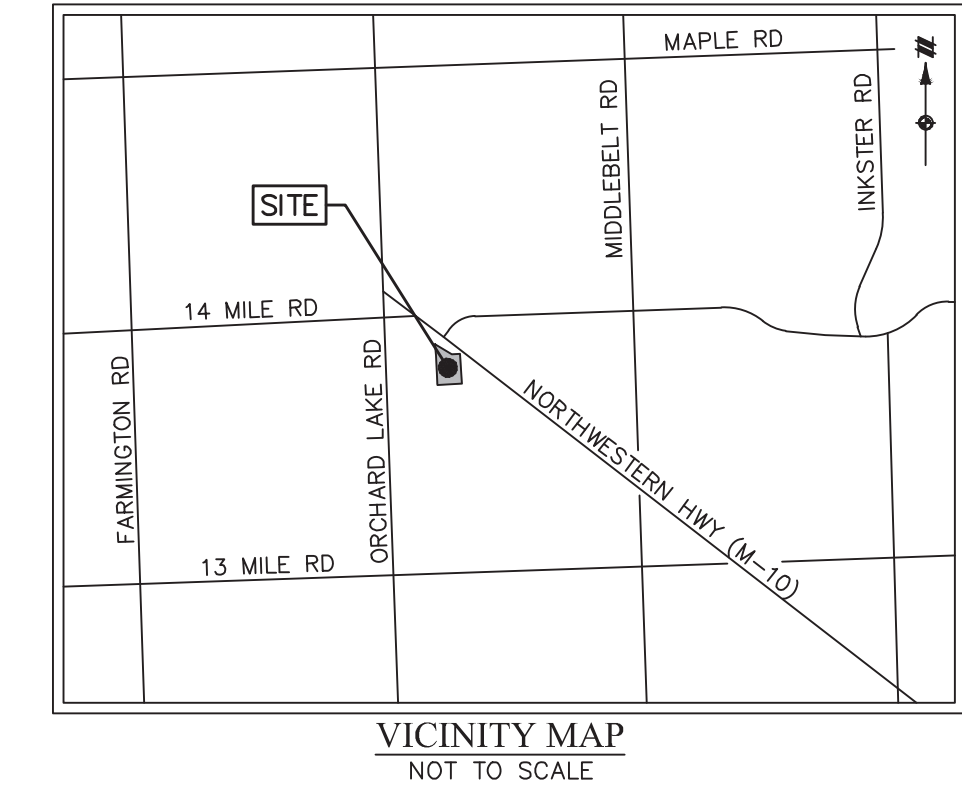 MAPLE RD
N
INKSTER RD
MIDDLEBELT RD
SITE
14 MILE RD
FARMINGTON RD
ORCHARD LAKE RD
NORTHWESTERN HWY (M-10)
13 MILE RD
VICINITY MAP
NOT TO SCALE